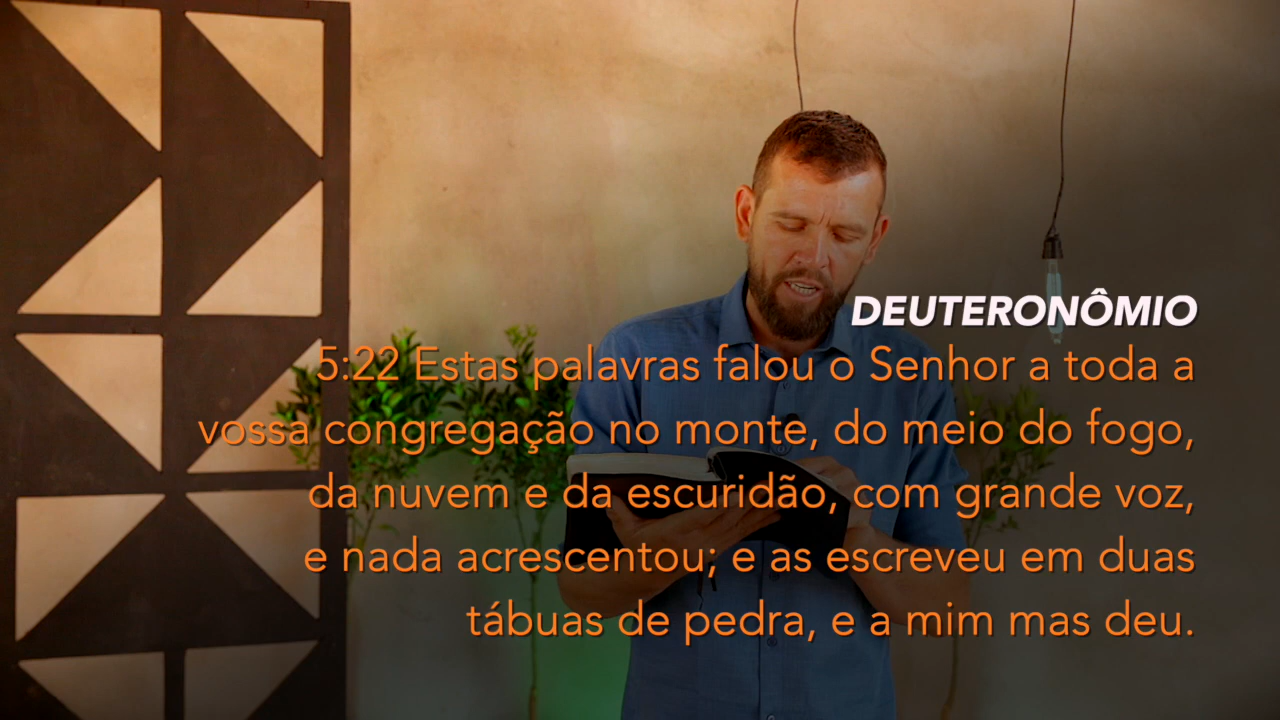 DEUTERONÔMIO
5:22 Estas palavras falou o Senhor a toda a
vossa congregação no monte, do meio do fogo,
da nuvem e da escuridão, com grande voz,
e nada acrescentou; e as escreveu em duas
tábuas de pedra, e a mim mas deu.